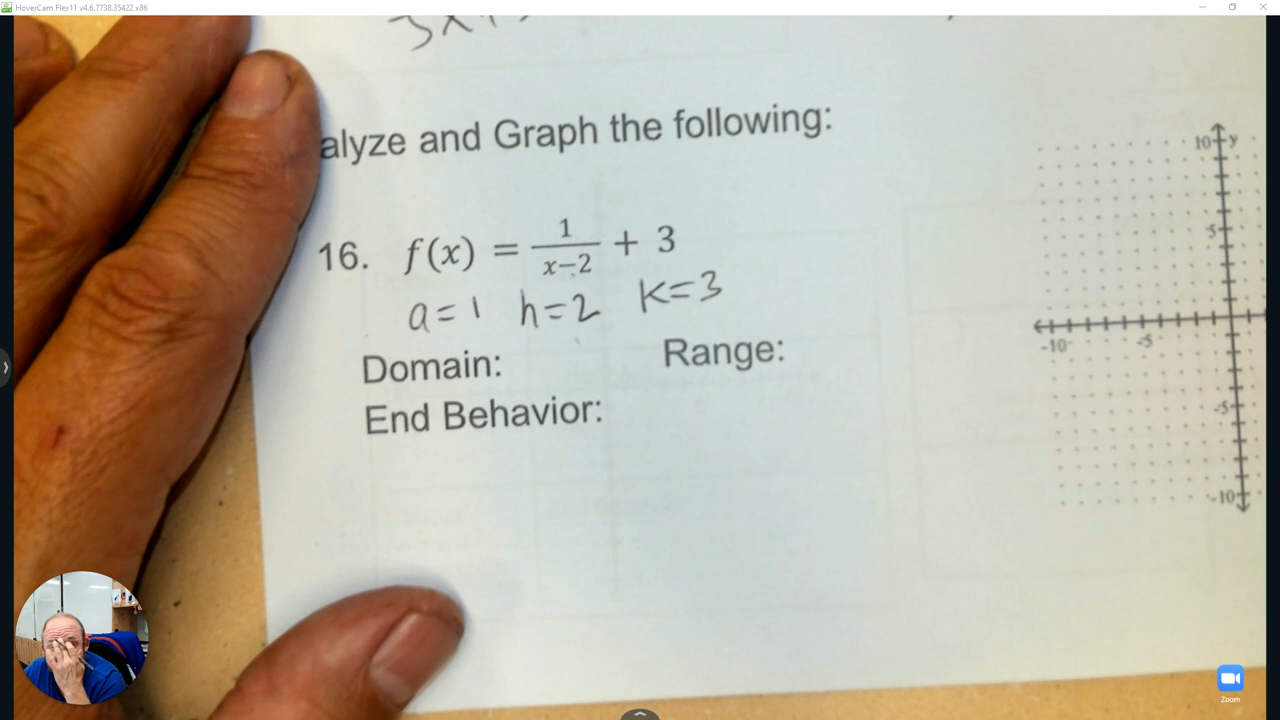 HoverCam Flex11 v4.6.7738.35422 x86
alyze and Graph the following:
16. f(x) = 1/(x−2) + 3
a=1 h=2 k=3
Domain: Range:
End Behavior:
10 y
5
-10 -5
-5
-10
Zoom